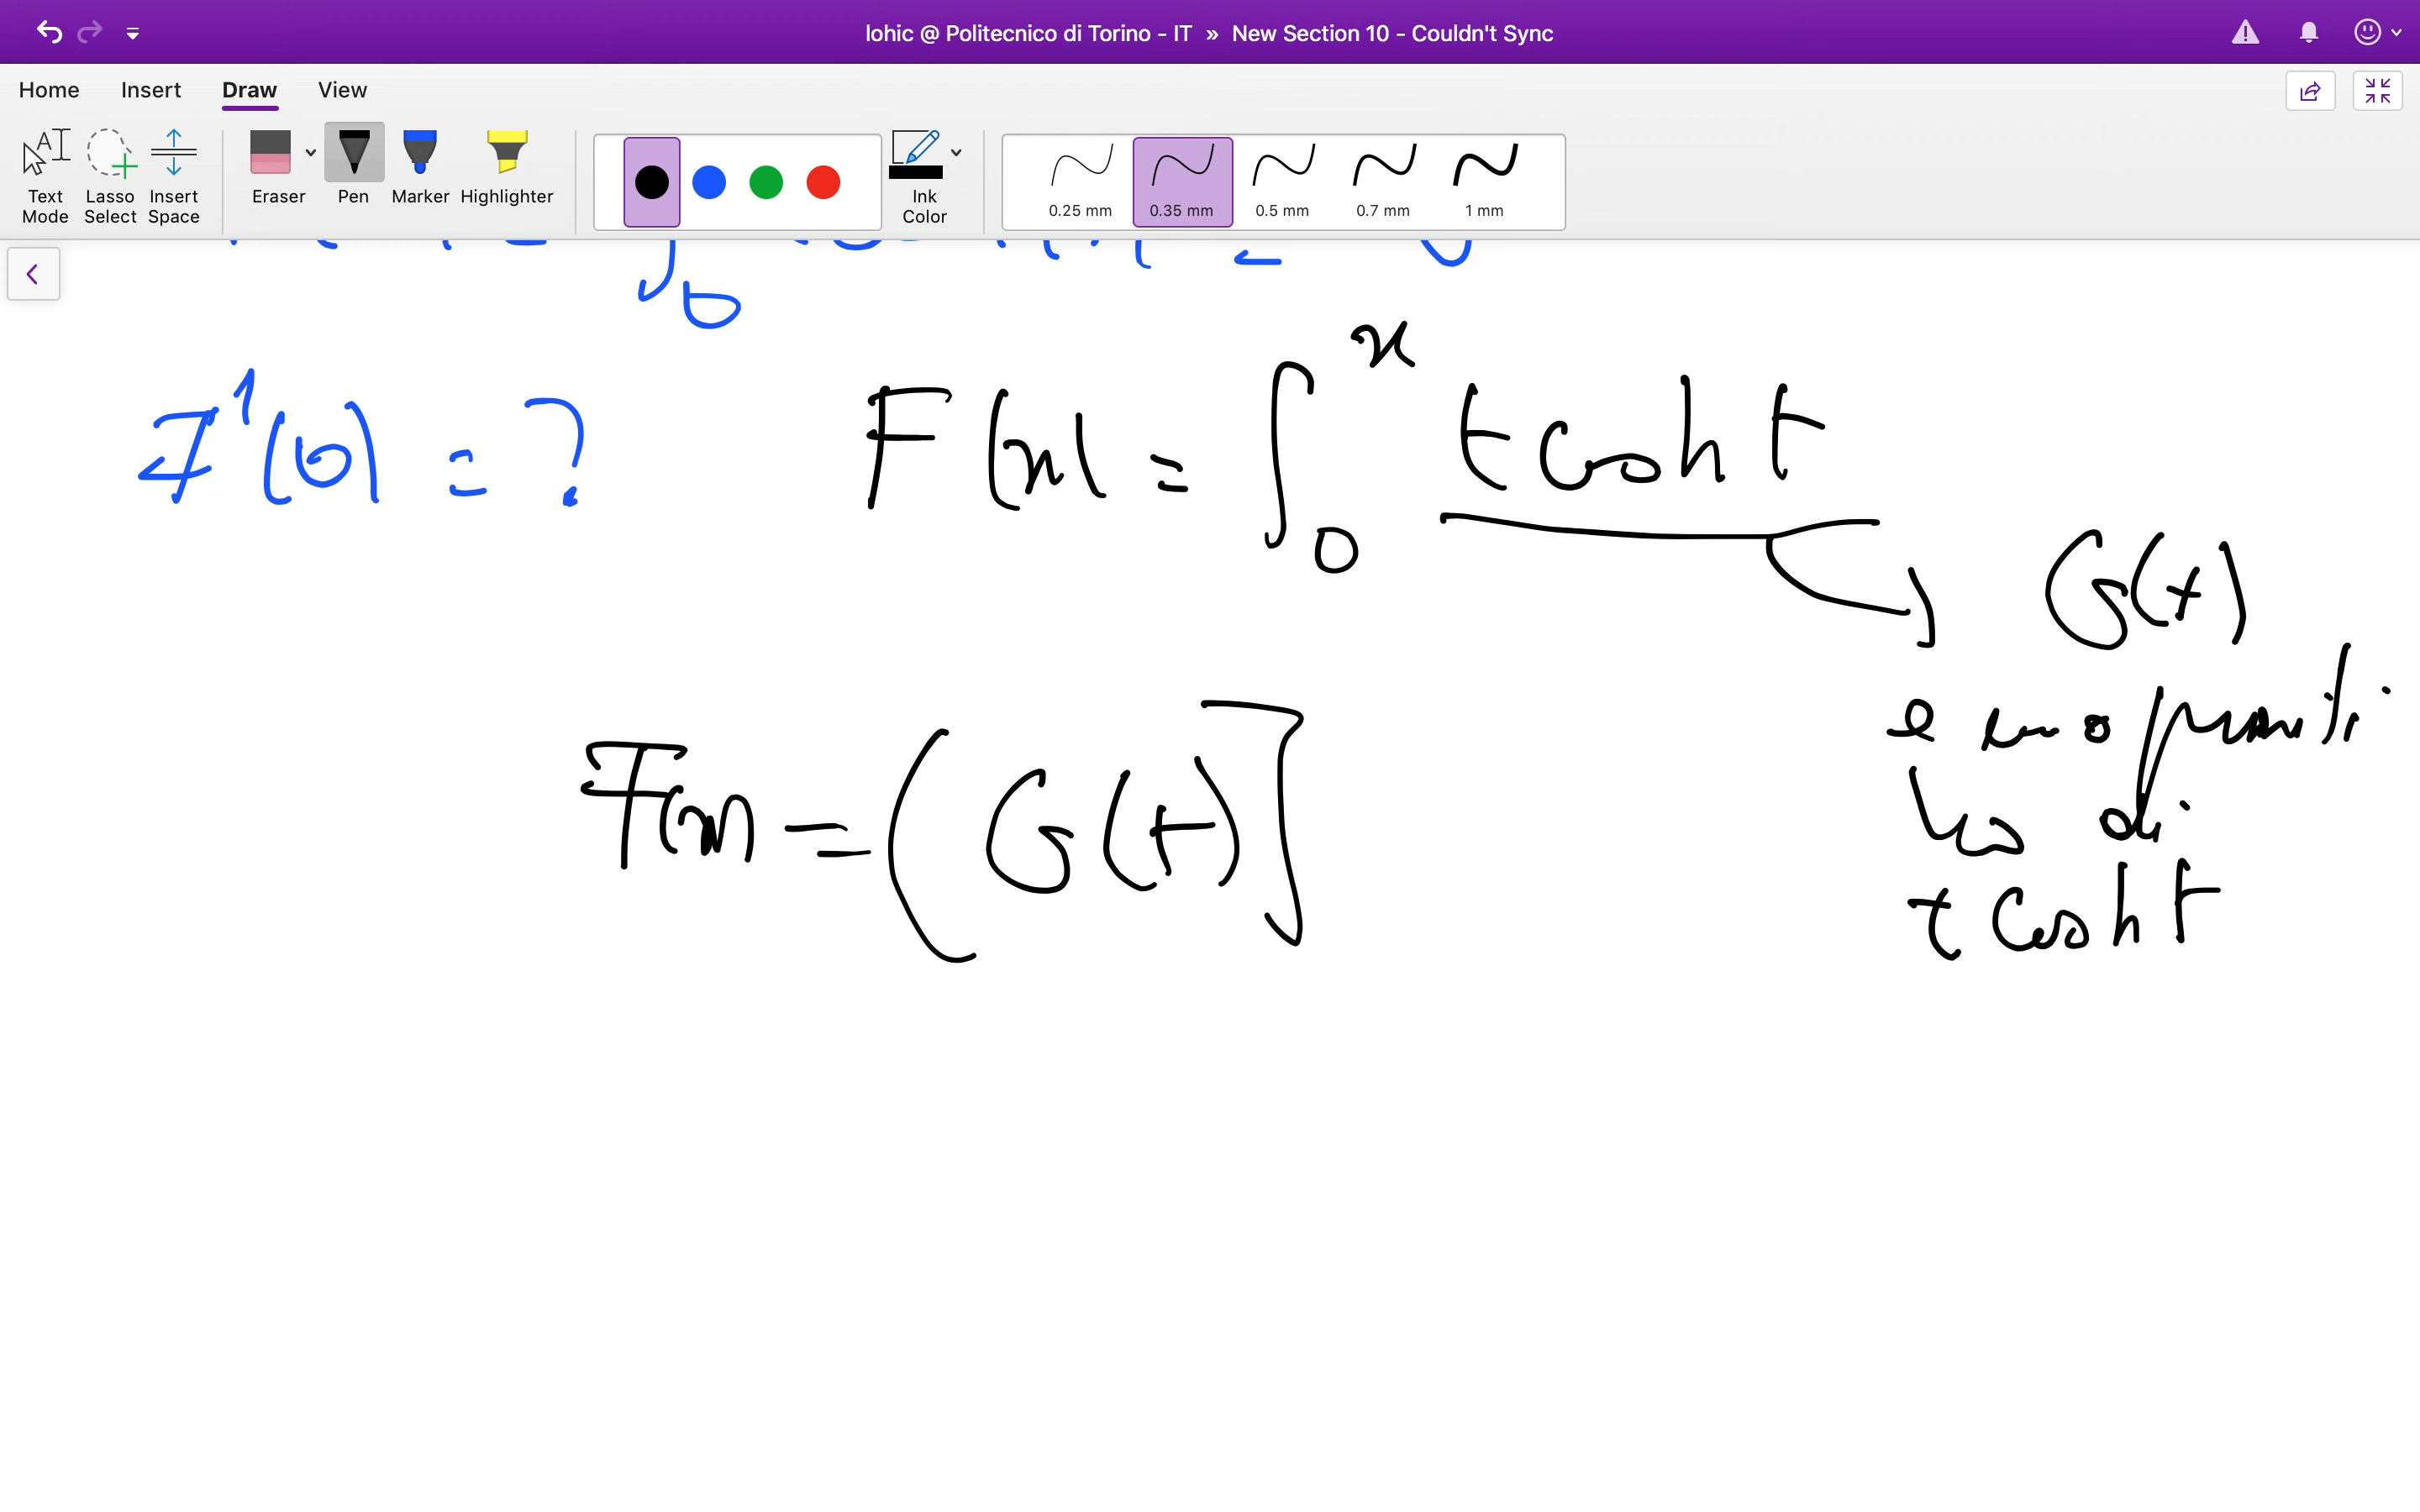 lohic @ Politecnico di Torino - IT » New Section 10 - Couldn't Sync
Home Insert Draw View
Text Mode Lasso Select Insert Space Eraser Pen Marker Highlighter Ink Color 0.25 mm 0.35 mm 0.5 mm 0.7 mm 1 mm
F'(0) = ?
F(x) = ∫₀ˣ t cosh t
G(t)
di
t cosh t
F(x) = [G(t)]